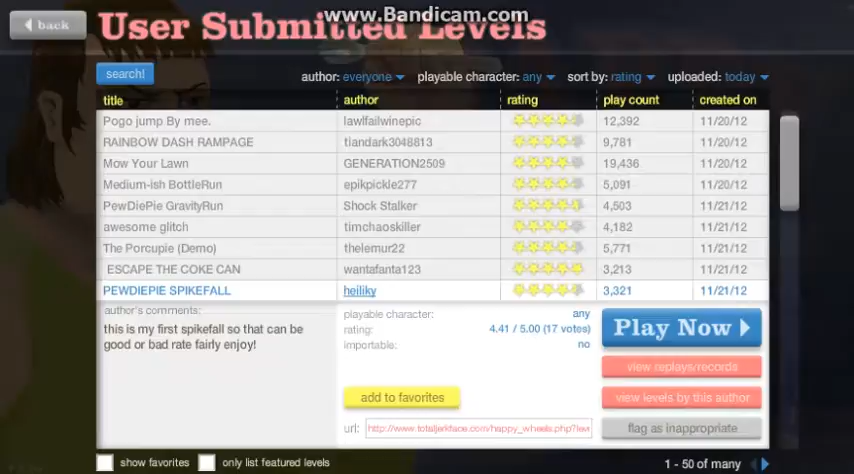 www.Bandicam.com
back
User Submitted Levels
search!
author: everyone playable character: any sort by: rating uploaded: today
title author rating play count created on
Pogo jump By mee. lawlfailwinepic 12,392 11/20/12
RAINBOW DASH RAMPAGE tiandark3048813 9,781 11/20/12
Mow Your Lawn GENERATION2509 19,436 11/20/12
Medium-ish BottleRun epikpickle277 5,091 11/20/12
PewDiePie GravityRun Shock Stalker 4,503 11/21/12
awesome glitch timchaoskiller 4,182 11/21/12
The Porcupie (Demo) thelemur22 5,771 11/21/12
ESCAPE THE COKE CAN wantafanta123 3,213 11/21/12
PEWDIEPIE SPIKEFALL heiliky 3,321 11/21/12
author's comments:
this is my first spikefall so that can be
good or bad rate fairly enjoy!
playable character: any
rating: 4.41 / 5.00 (17 votes)
importable: no
add to favorites
url: http://www.totaljerkface.com/happy_wheels.php?lev
Play Now
view replays/records
view levels by this author
flag as inappropriate
show favorites only list featured levels
1 - 50 of many